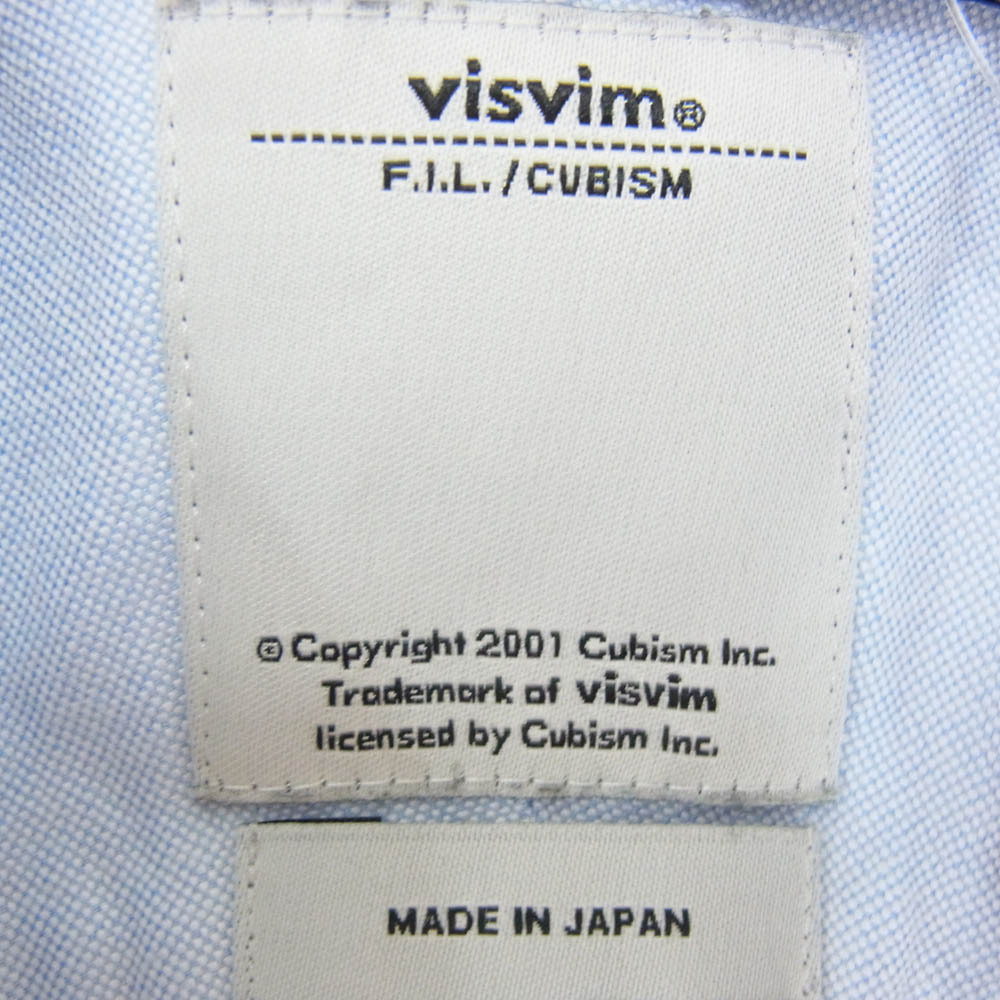 visvim®
F.I.L./CUBISM
© Copyright 2001 Cubism Inc.
Trademark of visvim
licensed by Cubism Inc.
MADE IN JAPAN